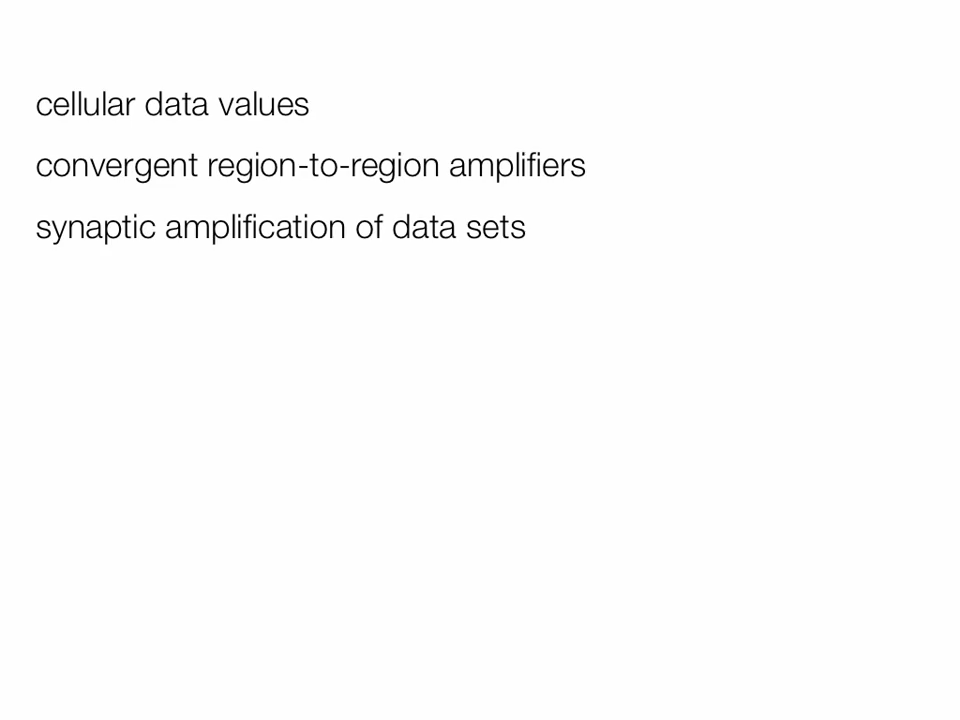 cellular data values
convergent region-to-region amplifiers
synaptic amplification of data sets